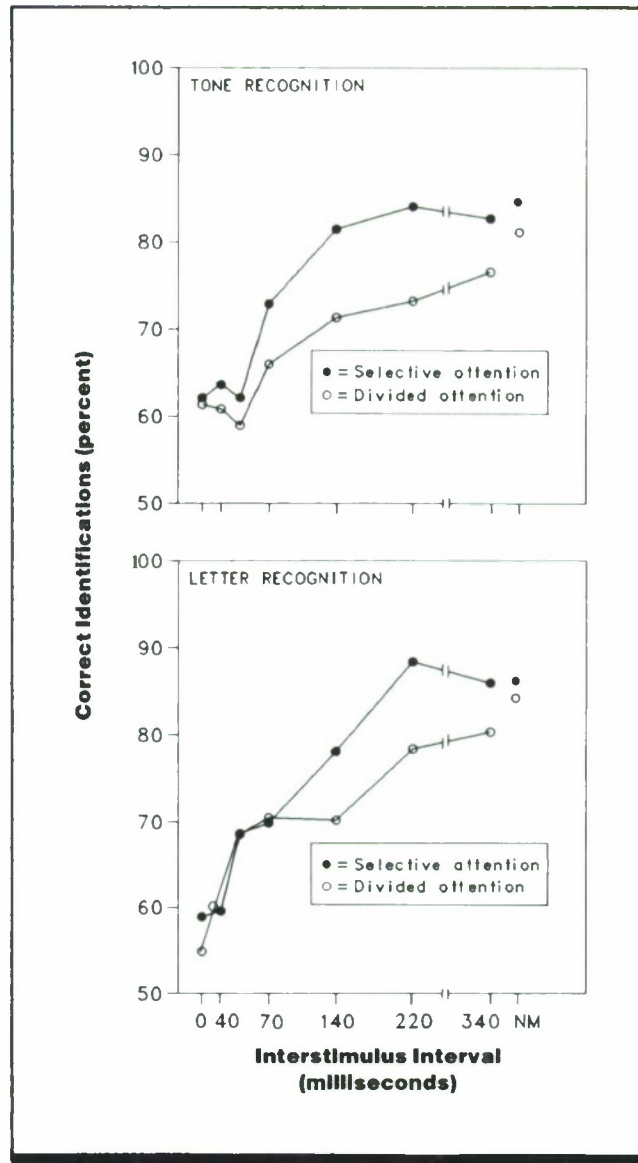 100
TONE RECOGNITION
90
80
70
60
50
● = Selective attention
○ = Divided attention
Correct Identifications (percent)
100
LETTER RECOGNITION
90
80
70
60
50
● = Selective attention
○ = Divided attention
0 40 70 140 220 340 NM
Interstimulus Interval
(milliseconds)